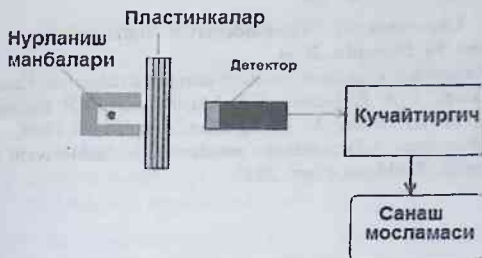 Пластинкалар
Нурланиш
манбалари
Детектор
Кучайтиргич
Санаш
мосламаси